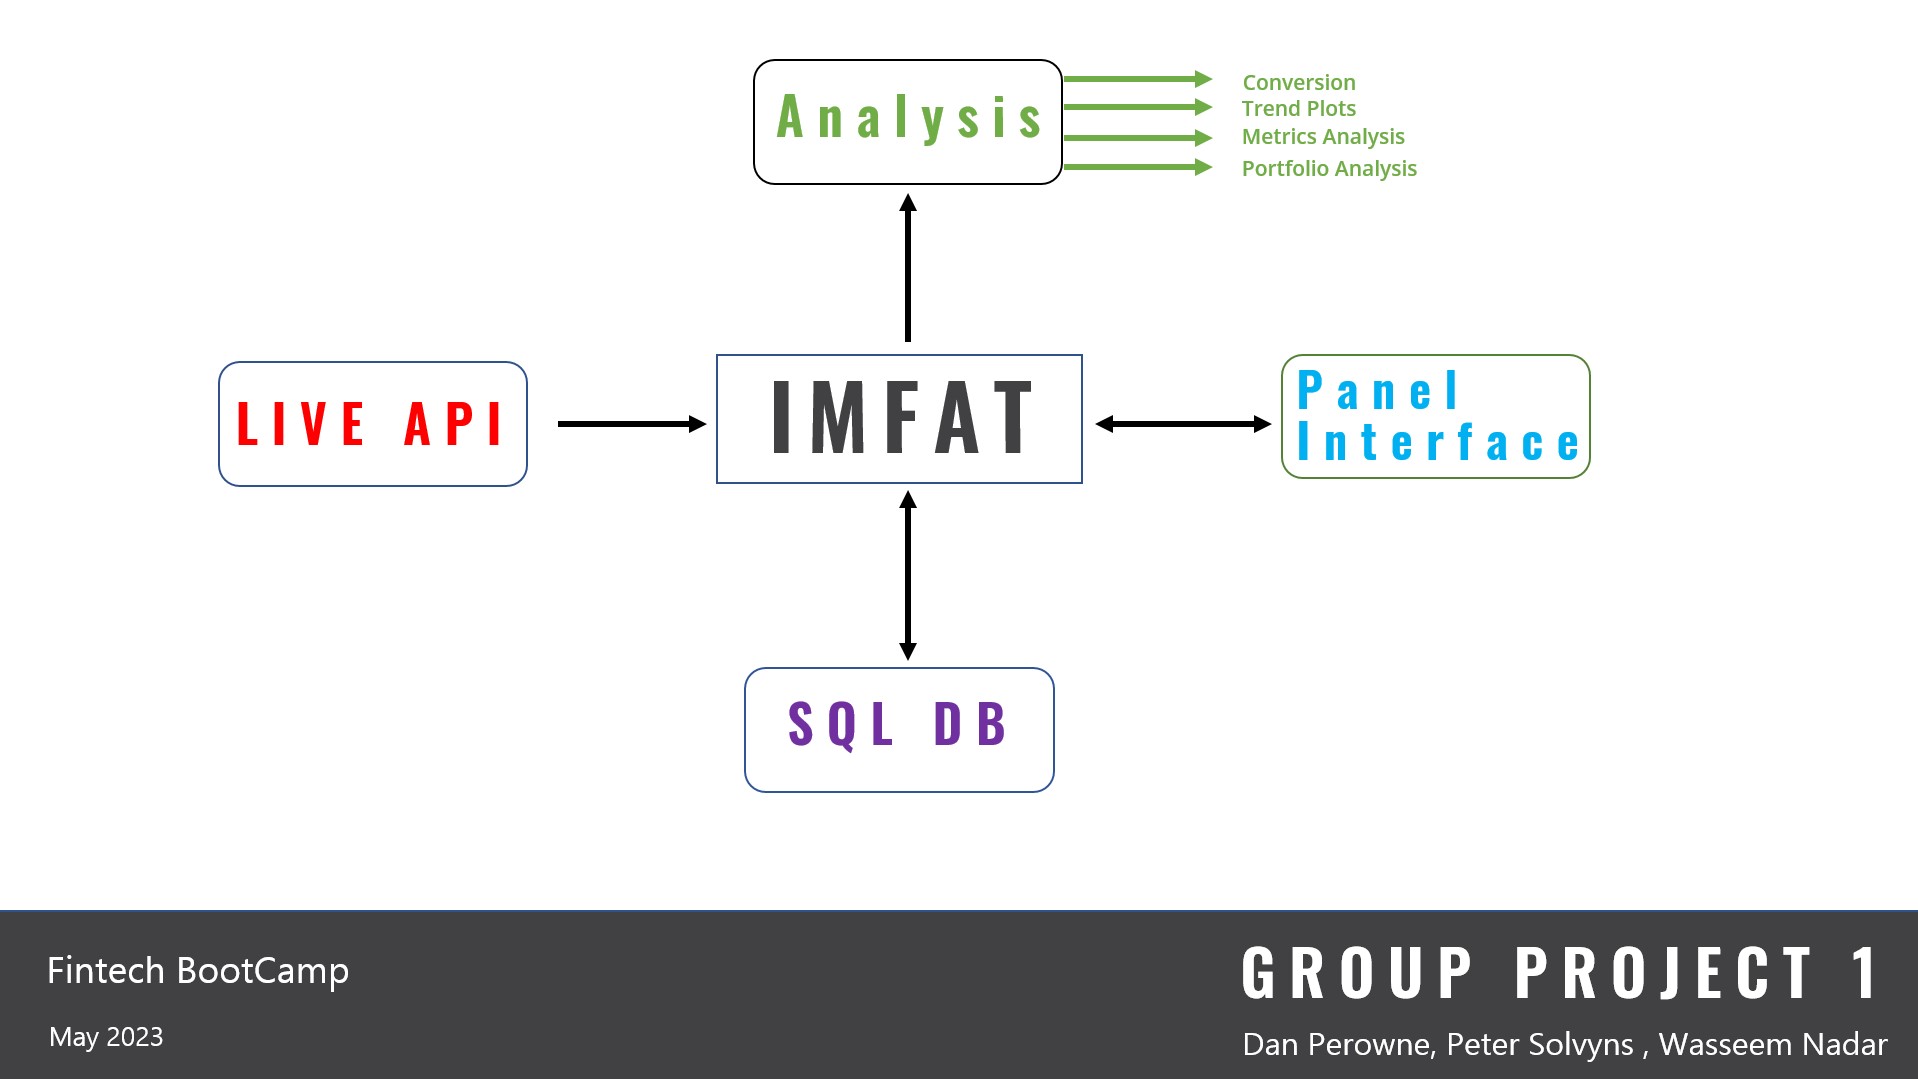 Analysis
Conversion
Trend Plots
Metrics Analysis
Portfolio Analysis
LIVE API
IMFAT
Panel
Interface
SQL DB
Fintech BootCamp
May 2023
GROUP PROJECT 1
Dan Perowne, Peter Solvyns , Wasseem Nadar